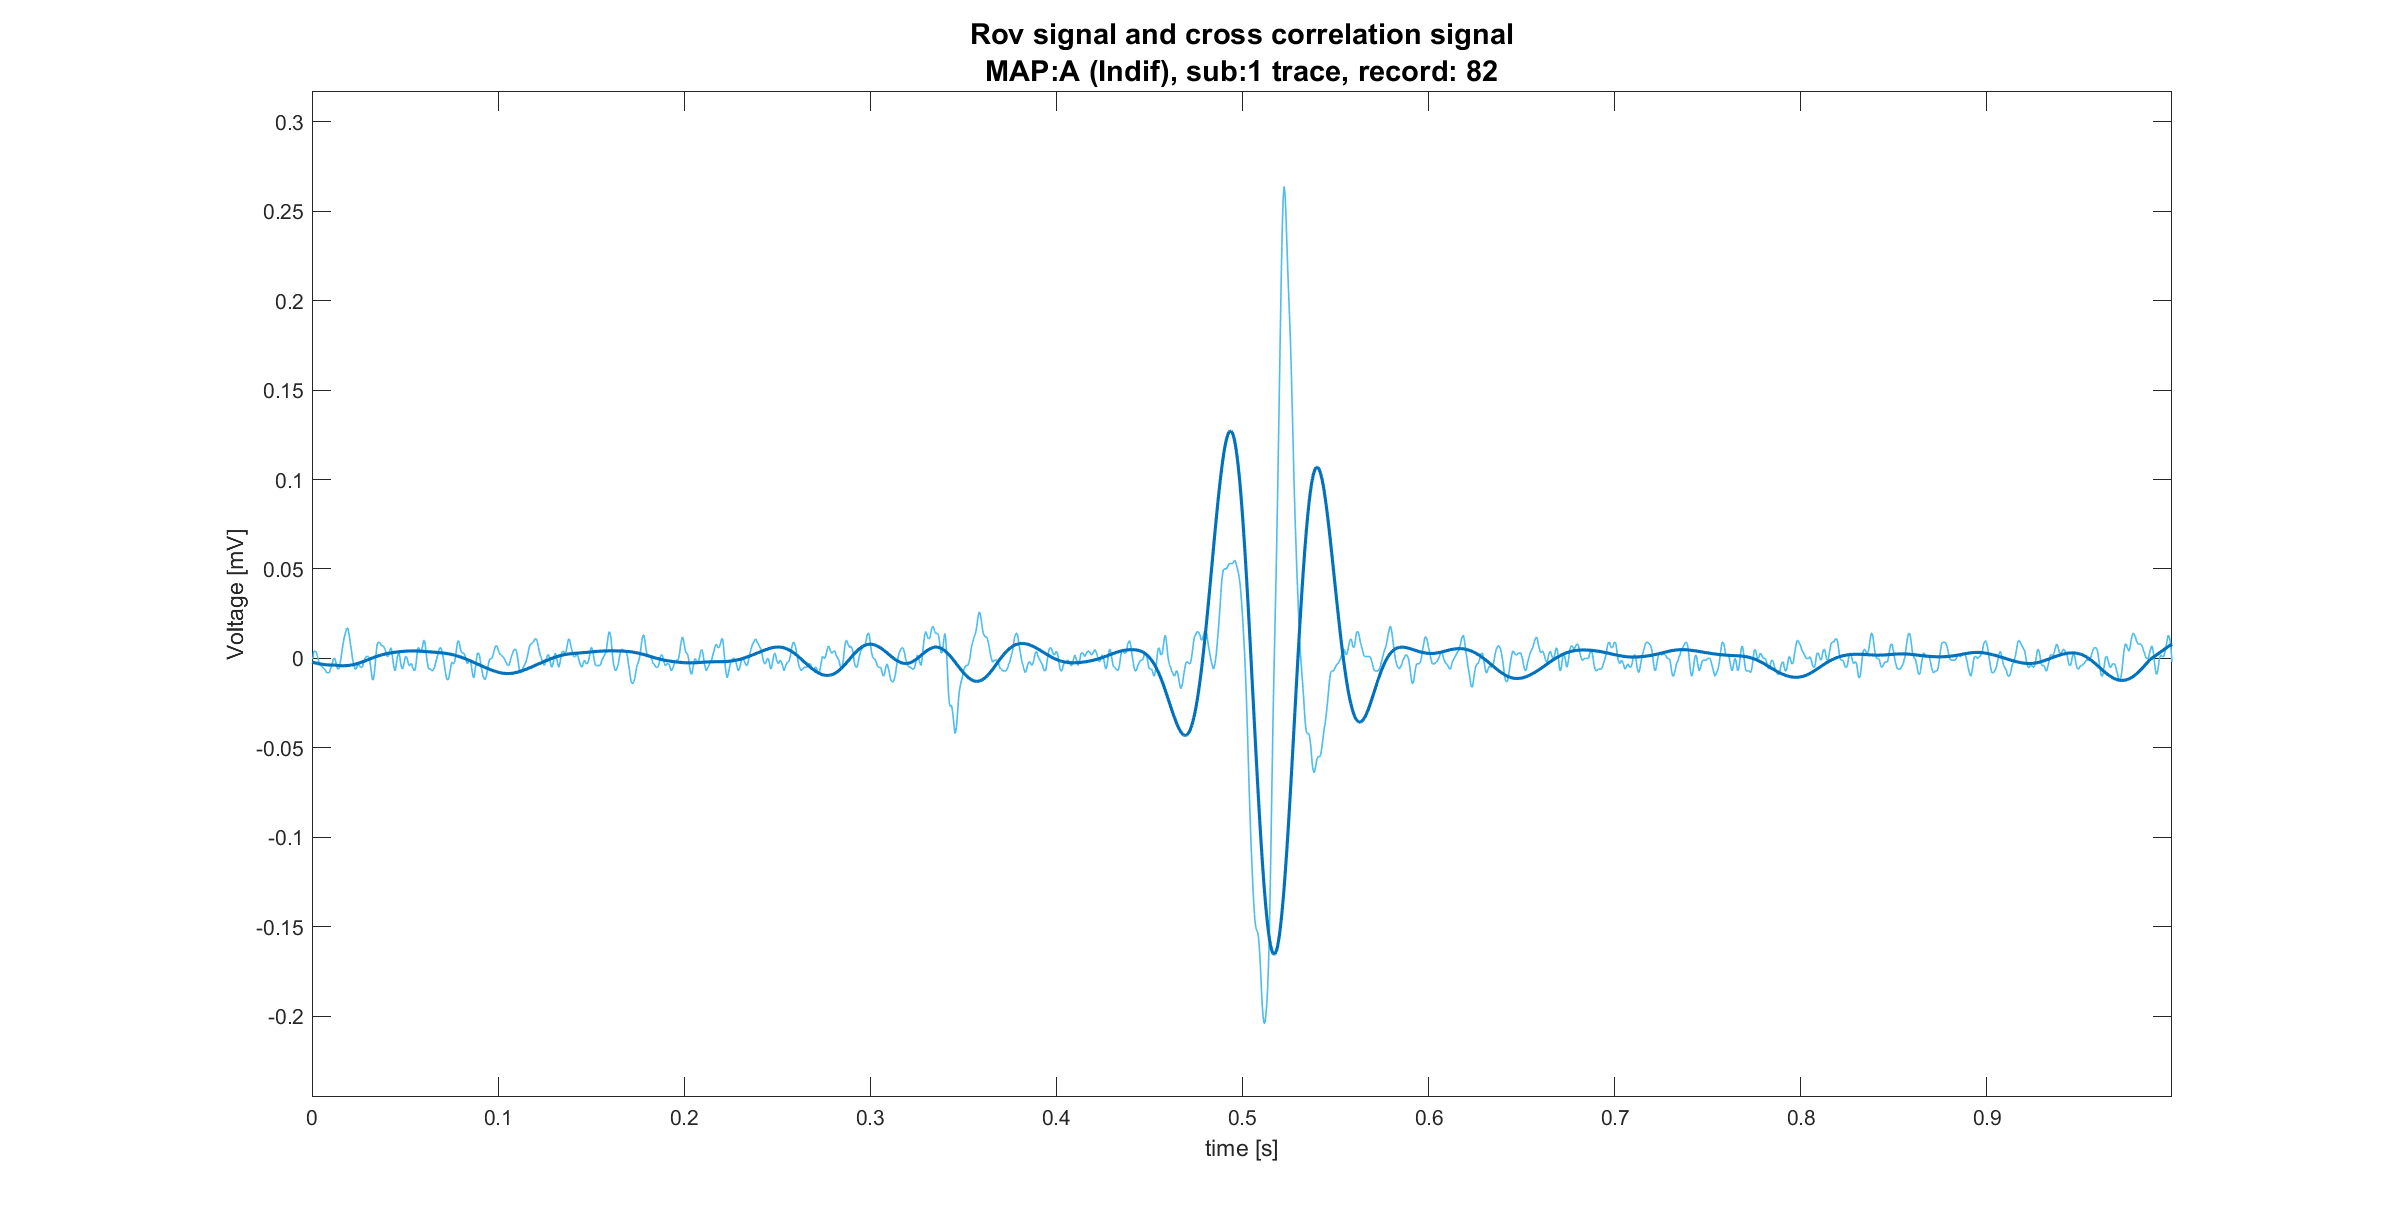 Rov signal and cross correlation signal
MAP:A (Indif), sub:1 trace, record: 82
0.3
0.25
0.2
0.15
0.1
0.05
0
-0.05
-0.1
-0.15
-0.2
Voltage [mV]
0 0.1 0.2 0.3 0.4 0.5 0.6 0.7 0.8 0.9
time [s]